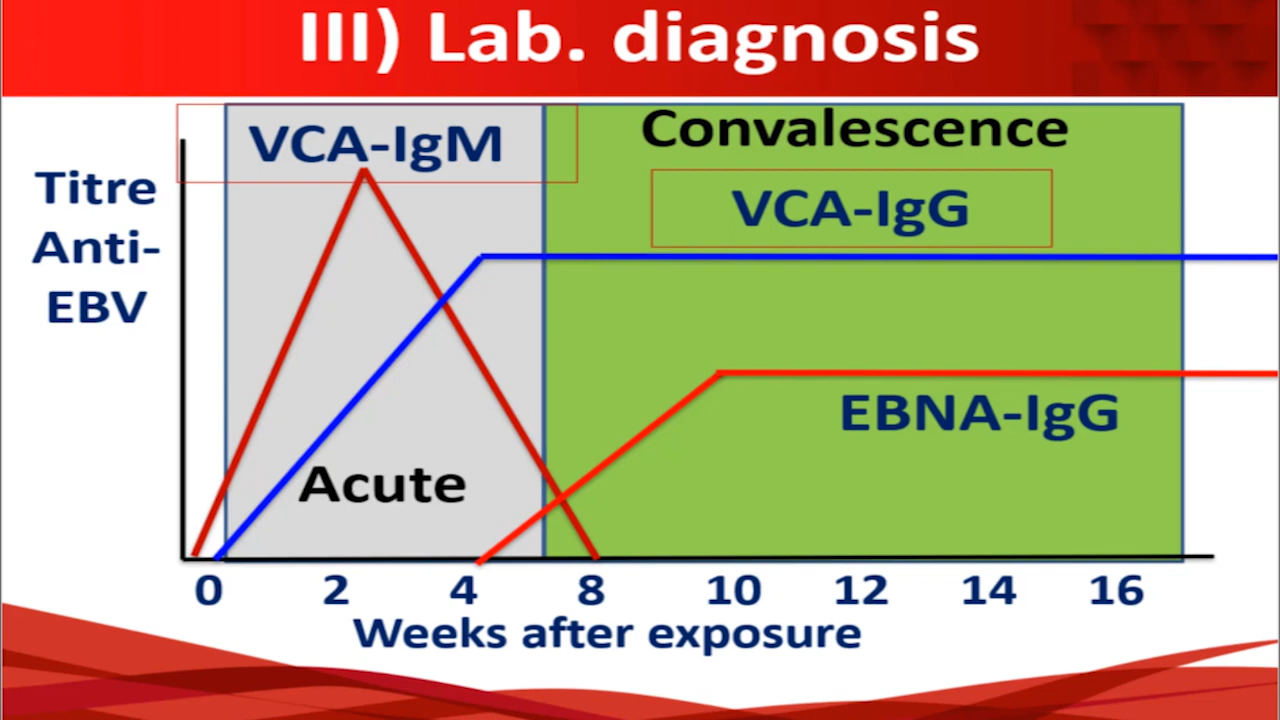 III) Lab. diagnosis
Titre
Anti-
EBV
VCA-IgM
Convalescence
VCA-IgG
EBNA-IgG
Acute
0 2 4 8 10 12 14 16
Weeks after exposure